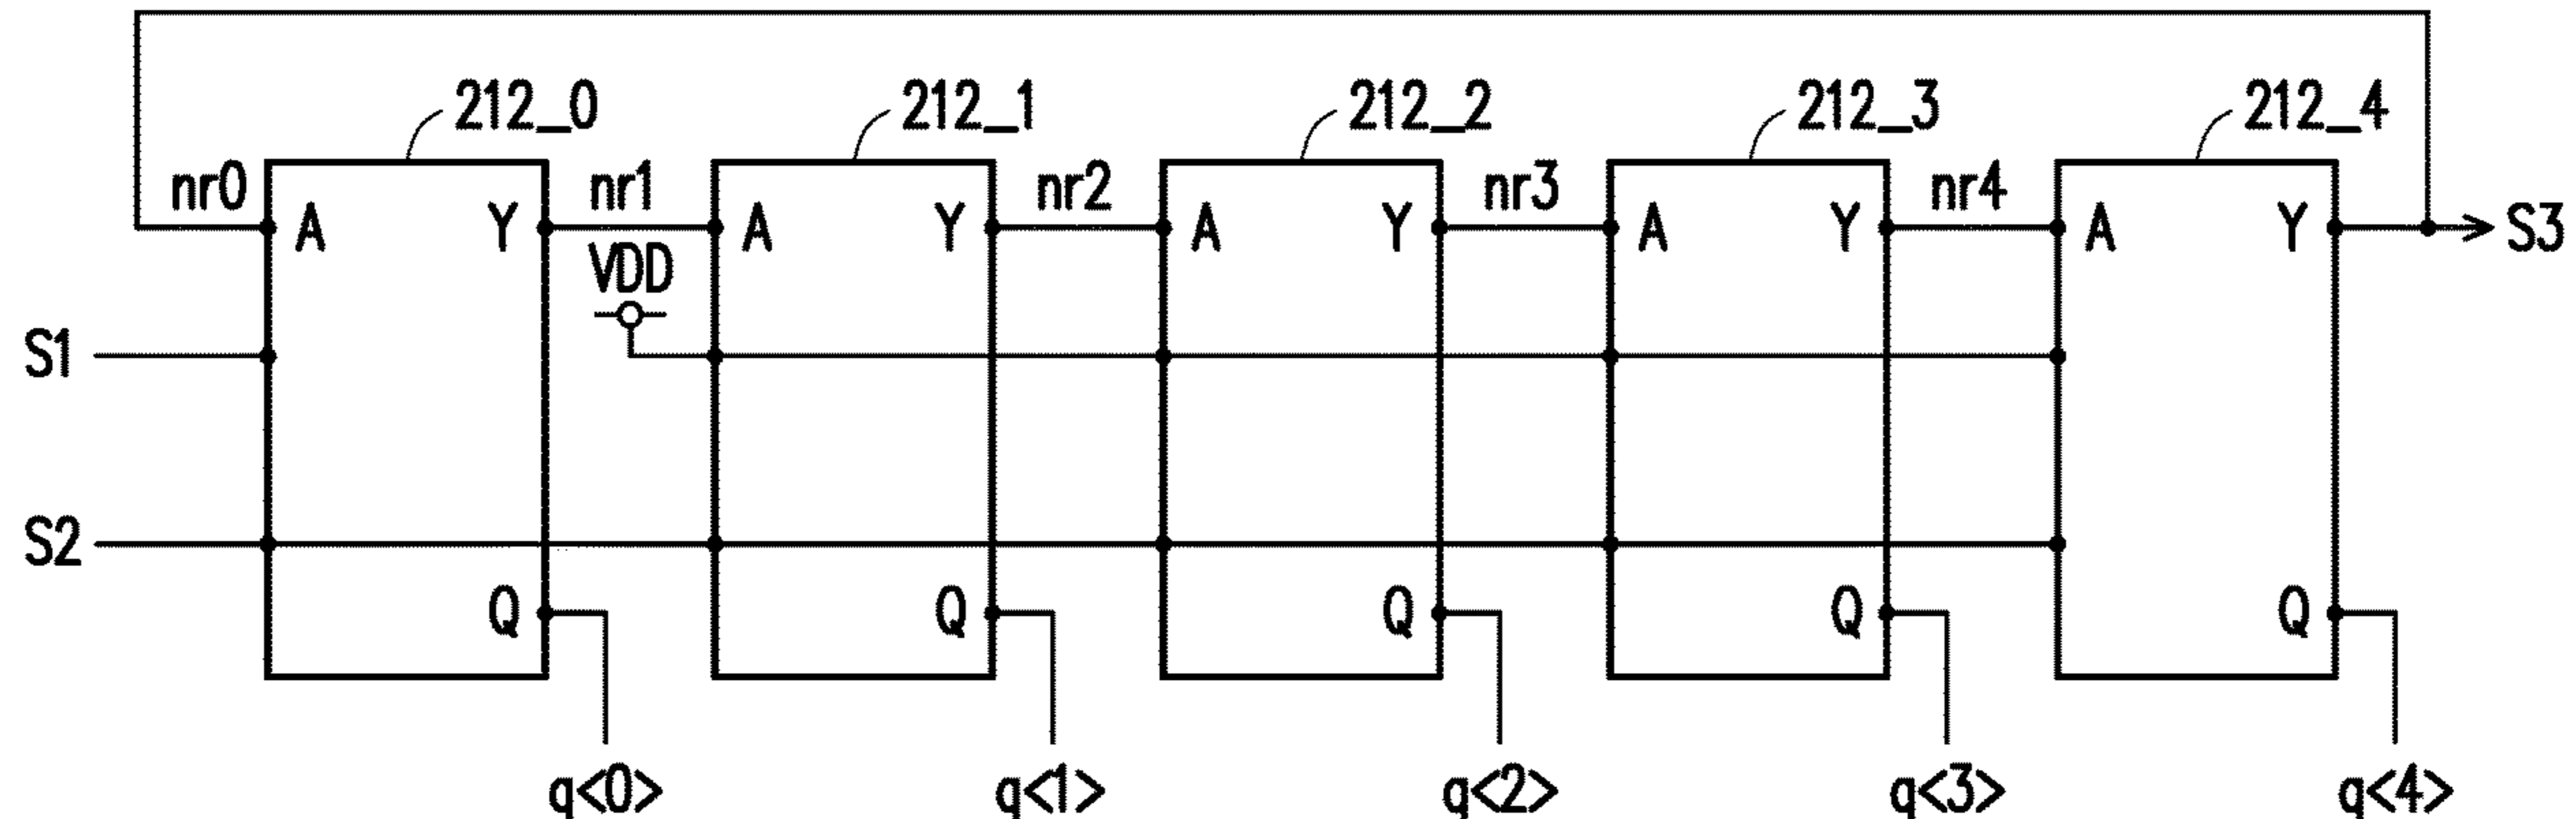 212_0 212_1 212_2 212_3 212_4
nr0 nr1 nr2 nr3 nr4
A Y A Y A Y A Y A Y S3
VDD
S1
S2
Q Q Q Q Q
q<0> q<1> q<2> q<3> q<4>